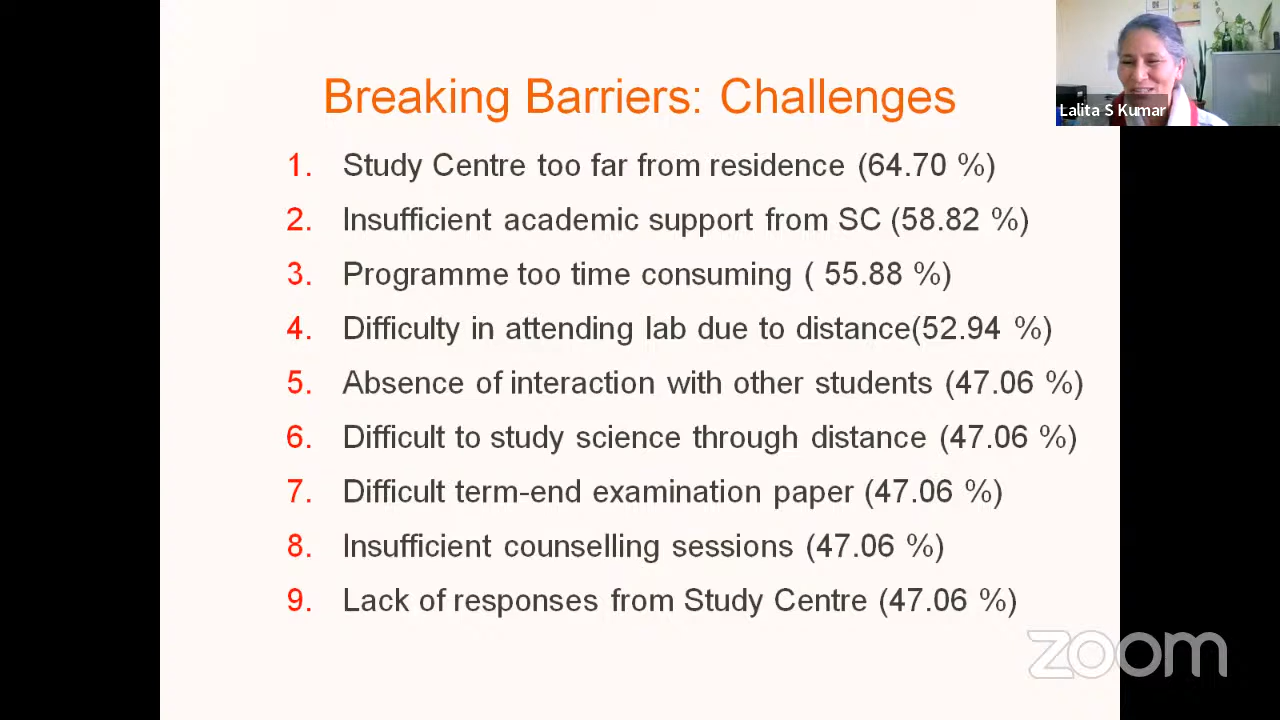 Breaking Barriers: Challenges
1. Study Centre too far from residence (64.70 %)
2. Insufficient academic support from SC (58.82 %)
3. Programme too time consuming ( 55.88 %)
4. Difficulty in attending lab due to distance(52.94 %)
5. Absence of interaction with other students (47.06 %)
6. Difficult to study science through distance (47.06 %)
7. Difficult term-end examination paper (47.06 %)
8. Insufficient counselling sessions (47.06 %)
9. Lack of responses from Study Centre (47.06 %)
Lalita S Kumar
zoom